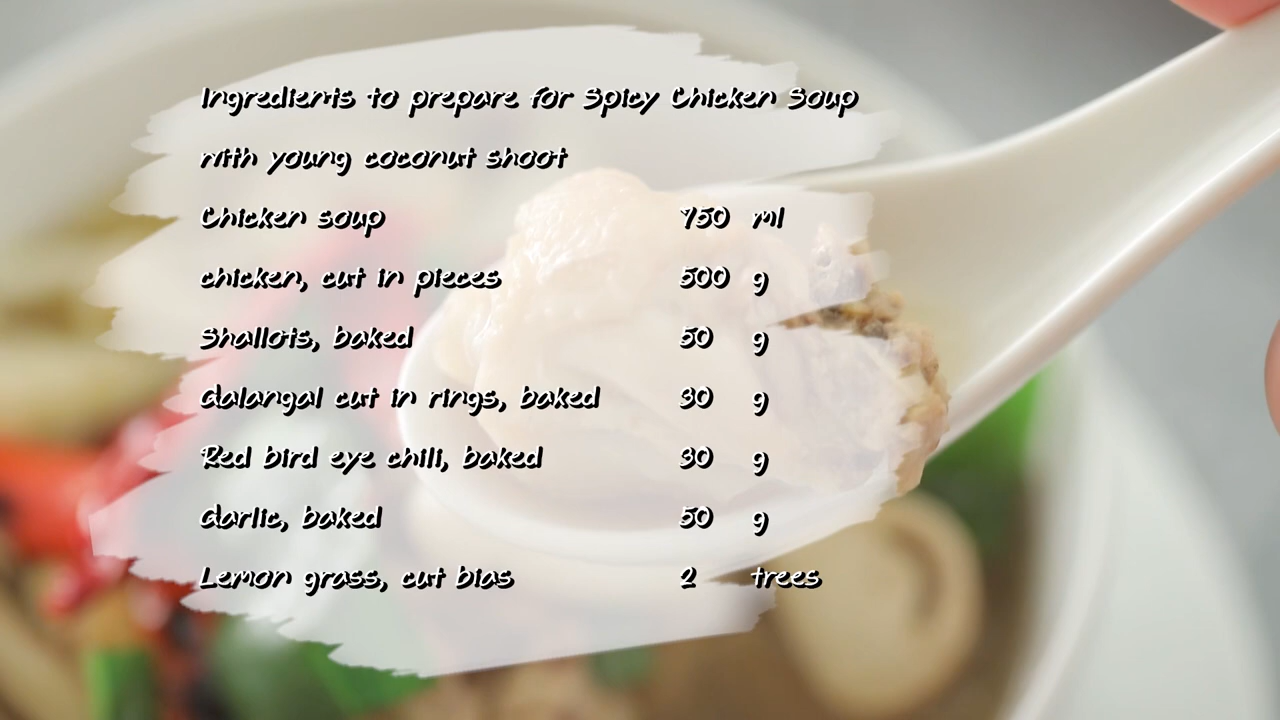 Ingredients to prepare for Spicy Chicken Soup
with young coconut shoot
Chicken soup 750 ml
chicken, cut in pieces 500 g
Shallots, baked 50 g
Galangal cut in rings, baked 30 g
Red bird eye chili, baked 30 g
Garlic, baked 50 g
Lemon grass, cut bias 2 trees